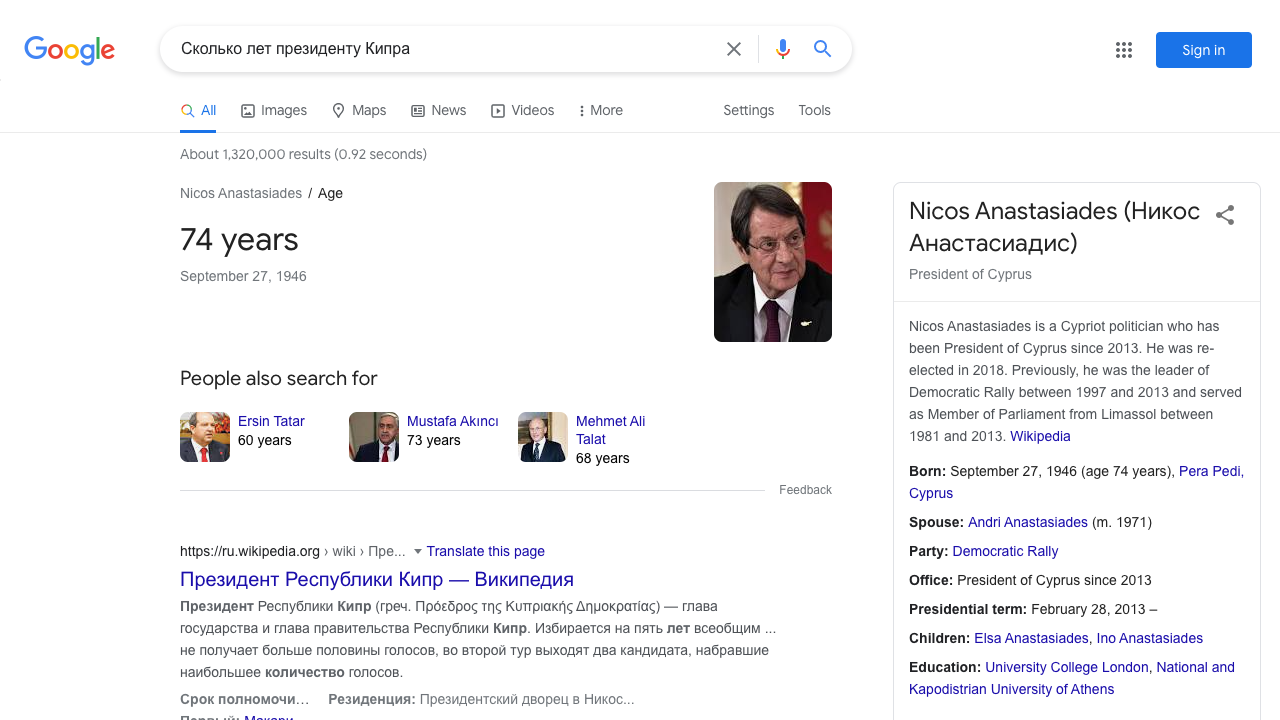 Google
Сколько лет президенту Кипра
Sign in
All
Images
Maps
News
Videos
More
Settings
Tools
About 1,320,000 results (0.92 seconds)
Nicos Anastasiades / Age
74 years
September 27, 1946
People also search for
Ersin Tatar
60 years
Mustafa Akıncı
73 years
Mehmet Ali
Talat
68 years
Feedback
https://ru.wikipedia.org › wiki › Пре... Translate this page
Президент Республики Кипр — Википедия
Президент Республики Кипр (греч. Πρόεδρος της Κυπριακής Δημοκρατίας) — глава
государства и глава правительства Республики Кипр. Избирается на пять лет всеобщим ...
не получает больше половины голосов, во второй тур выходят два кандидата, набравшие
наибольшее количество голосов.
Срок полномочи… Резиденция: Президентский дворец в Никос...
Первый: Макари
Nicos Anastasiades (Никос
Анастасиадис)
President of Cyprus
Nicos Anastasiades is a Cypriot politician who has
been President of Cyprus since 2013. He was re-
elected in 2018. Previously, he was the leader of
Democratic Rally between 1997 and 2013 and served
as Member of Parliament from Limassol between
1981 and 2013. Wikipedia
Born: September 27, 1946 (age 74 years), Pera Pedi,
Cyprus
Spouse: Andri Anastasiades (m. 1971)
Party: Democratic Rally
Office: President of Cyprus since 2013
Presidential term: February 28, 2013 –
Children: Elsa Anastasiades, Ino Anastasiades
Education: University College London, National and
Kapodistrian University of Athens